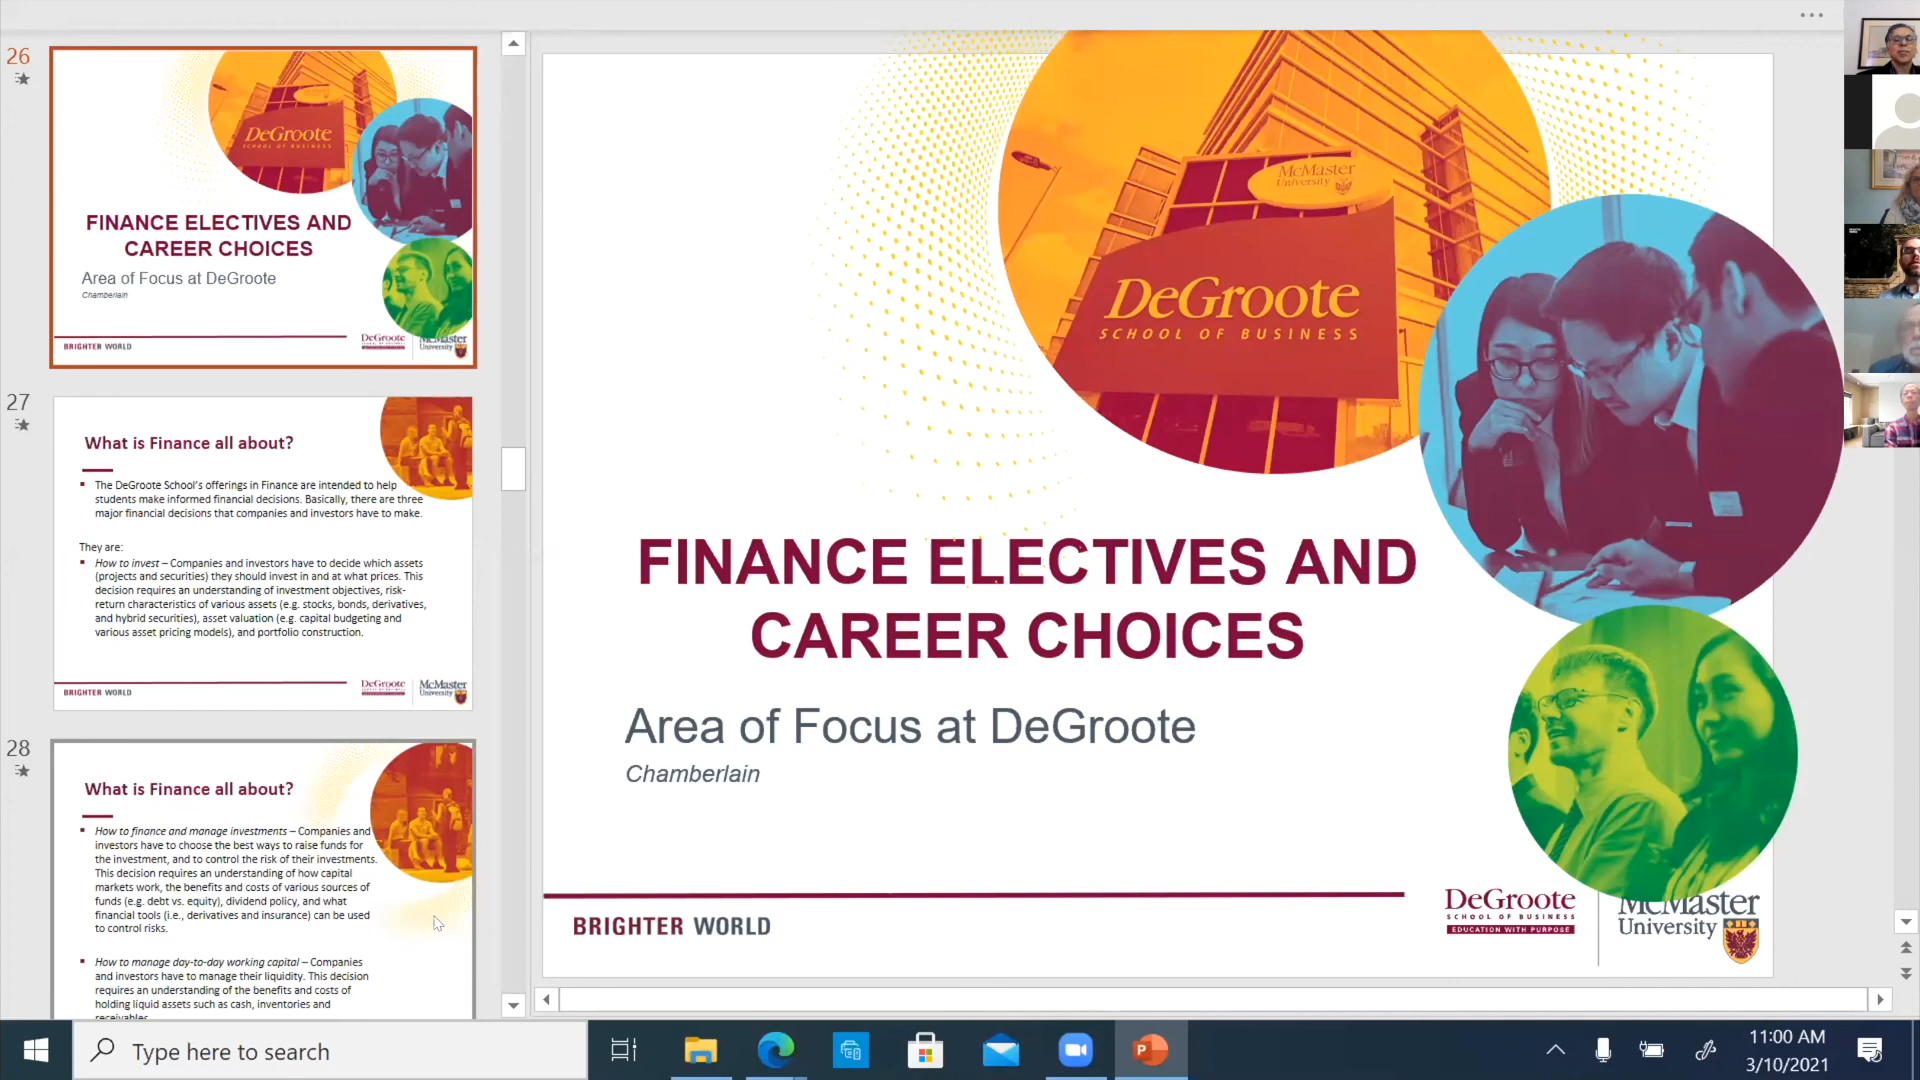 26
DeGroote
SCHOOL OF BUSINESS
FINANCE ELECTIVES AND
CAREER CHOICES
Area of Focus at DeGroote
Chamberlain
BRIGHTER WORLD
DeGroote
McMaster
University
27
What is Finance all about?
The DeGroote School's offerings in Finance are intended to help
students make informed financial decisions. Basically, there are three
major financial decisions that companies and investors have to make.
They are:
How to invest – Companies and investors have to decide which assets
(projects and securities) they should invest in and at what prices. This
decision requires an understanding of investment objectives, risk-
return characteristics of various assets (e.g. stocks, bonds, derivatives,
and hybrid securities), asset valuation (e.g. capital budgeting and
various asset pricing models), and portfolio construction.
BRIGHTER WORLD
DeGroote
McMaster
University
28
What is Finance all about?
How to finance and manage investments – Companies and
investors have to choose the best ways to raise funds for
the investment, and to control the risk of their investments.
This decision requires an understanding of how capital
markets work, the benefits and costs of various sources of
funds (e.g. debt vs. equity), dividend policy, and what
financial tools (i.e., derivatives and insurance) can be used
to control risks.
How to manage day-to-day working capital – Companies
and investors have to manage their liquidity. This decision
requires an understanding of the benefits and costs of
holding liquid assets such as cash, inventories and
receivables.
McMaster
University
DeGroote
SCHOOL OF BUSINESS
FINANCE ELECTIVES AND
CAREER CHOICES
Area of Focus at DeGroote
Chamberlain
BRIGHTER WORLD
DeGroote
SCHOOL OF BUSINESS
EDUCATION WITH PURPOSE
McMaster
University
Type here to search
P
11:00 AM
3/10/2021